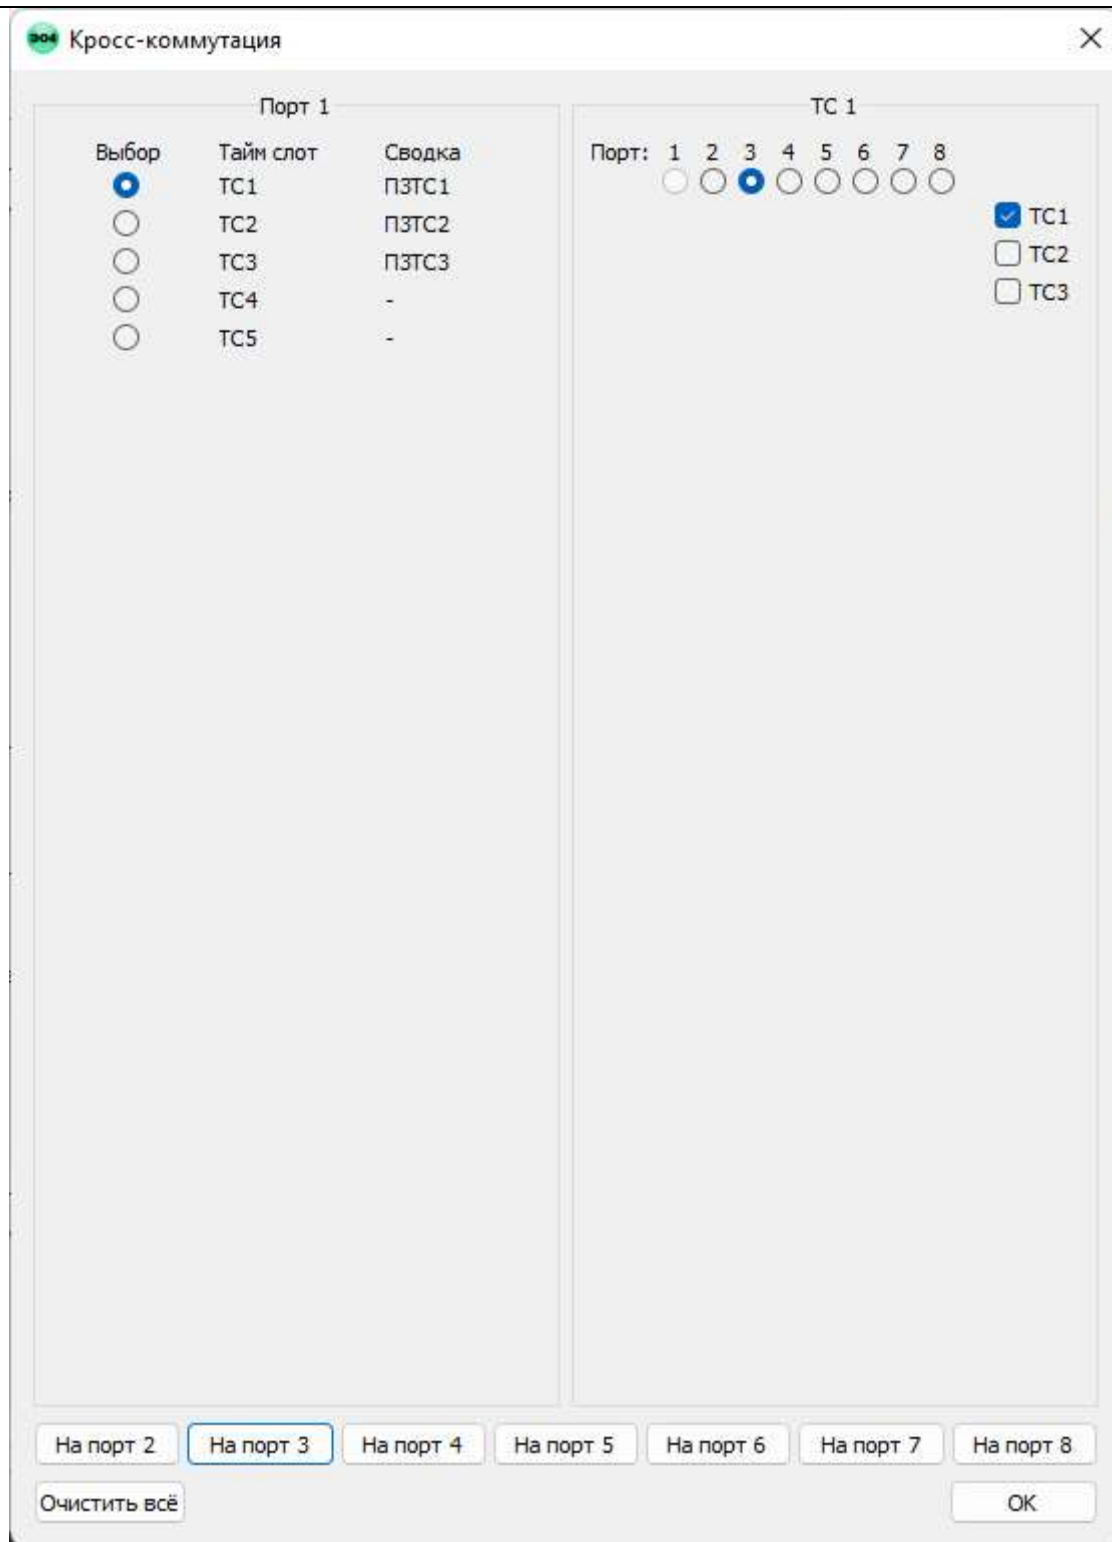 ЭО4 Кросс-коммутация
Порт 1
Выбор Тайм слот Сводка
ТС1 П3ТС1
ТС2 П3ТС2
ТС3 П3ТС3
ТС4 -
ТС5 -
ТС 1
Порт: 1 2 3 4 5 6 7 8
ТС1
ТС2
ТС3
На порт 2 На порт 3 На порт 4 На порт 5 На порт 6 На порт 7 На порт 8
Очистить всё OK